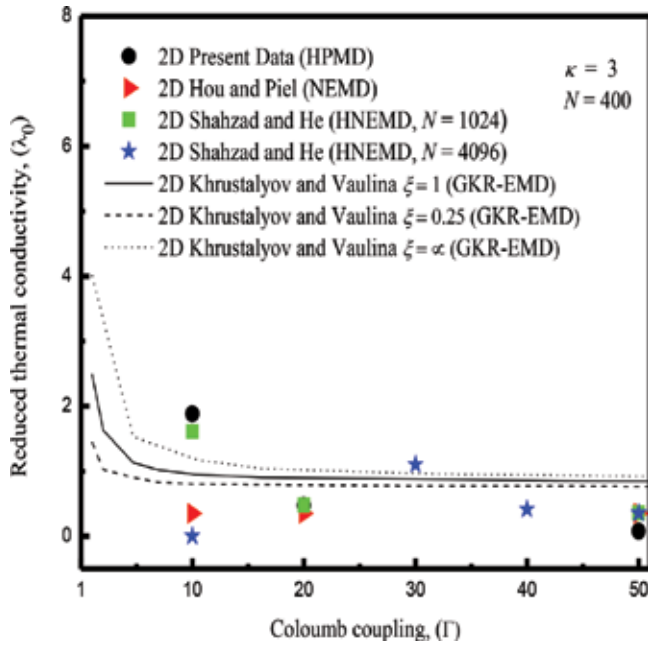 8
6
4
2
0
Reduced thermal conductivity, (λ₀)
2D Present Data (HPMD)
2D Hou and Piel (NEMD)
2D Shahzad and He (HNEMD, N = 1024)
2D Shahzad and He (HNEMD, N = 4096)
2D Khrustalyov and Vaulina ξ = 1 (GKR-EMD)
2D Khrustalyov and Vaulina ξ = 0.25 (GKR-EMD)
2D Khrustalyov and Vaulina ξ = ∝ (GKR-EMD)
κ = 3
N = 400
1 10 20 30 40 50
Coloumb coupling, (Γ)